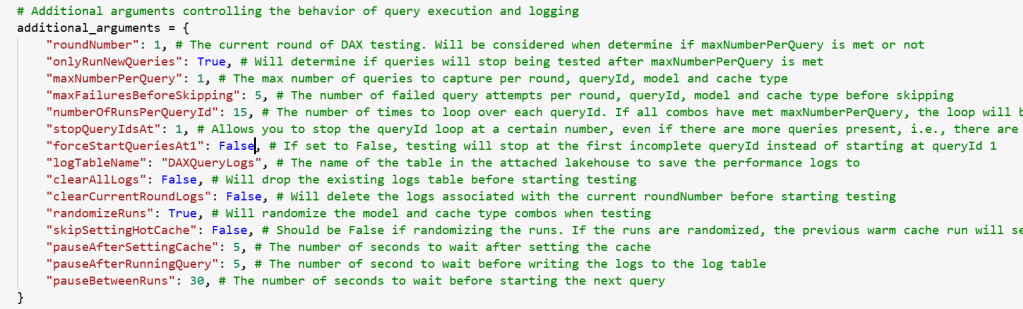 # Additional arguments controlling the behavior of query execution and logging
additional_arguments = {
"roundNumber": 1, # The current round of DAX testing. Will be considered when determine if maxNumberPerQuery is met or not
"onlyRunNewQueries": True, # Will determine if queries will stop being tested after maxNumberPerQuery is met
"maxNumberPerQuery": 1, # The max number of queries to capture per round, queryId, model and cache type
"maxFailuresBeforeSkipping": 5, # The number of failed query attempts per round, queryId, model and cache type before skipping
"numberOfRunsPerQueryId": 15, # The number of times to loop over each queryId. If all combos have met maxNumberPerQuery, the loop will b
"stopQueryIdsAt": 1, # Allows you to stop the queryId loop at a certain number, even if there are more queries present, i.e., there are
"forceStartQueriesAt1": False, # If set to False, testing will stop at the first incomplete queryId instead of starting at queryId 1
"logTableName": "DAXQueryLogs", # The name of the table in the attached lakehouse to save the performance logs to
"clearAllLogs": False, # Will drop the existing logs table before starting testing
"clearCurrentRoundLogs": False, # Will delete the logs associated with the current roundNumber before starting testing
"randomizeRuns": True, # Will randomize the model and cache type combos when testing
"skipSettingHotCache": False, # Should be False if randomizing the runs. If the runs are randomized, the previous warm cache run will se
"pauseAfterSettingCache": 5, # The number of seconds to wait after setting the cache
"pauseAfterRunningQuery": 5, # The number of second to wait before writing the logs to the log table
"pauseBetweenRuns": 30, # The number of seconds to wait before starting the next query
}